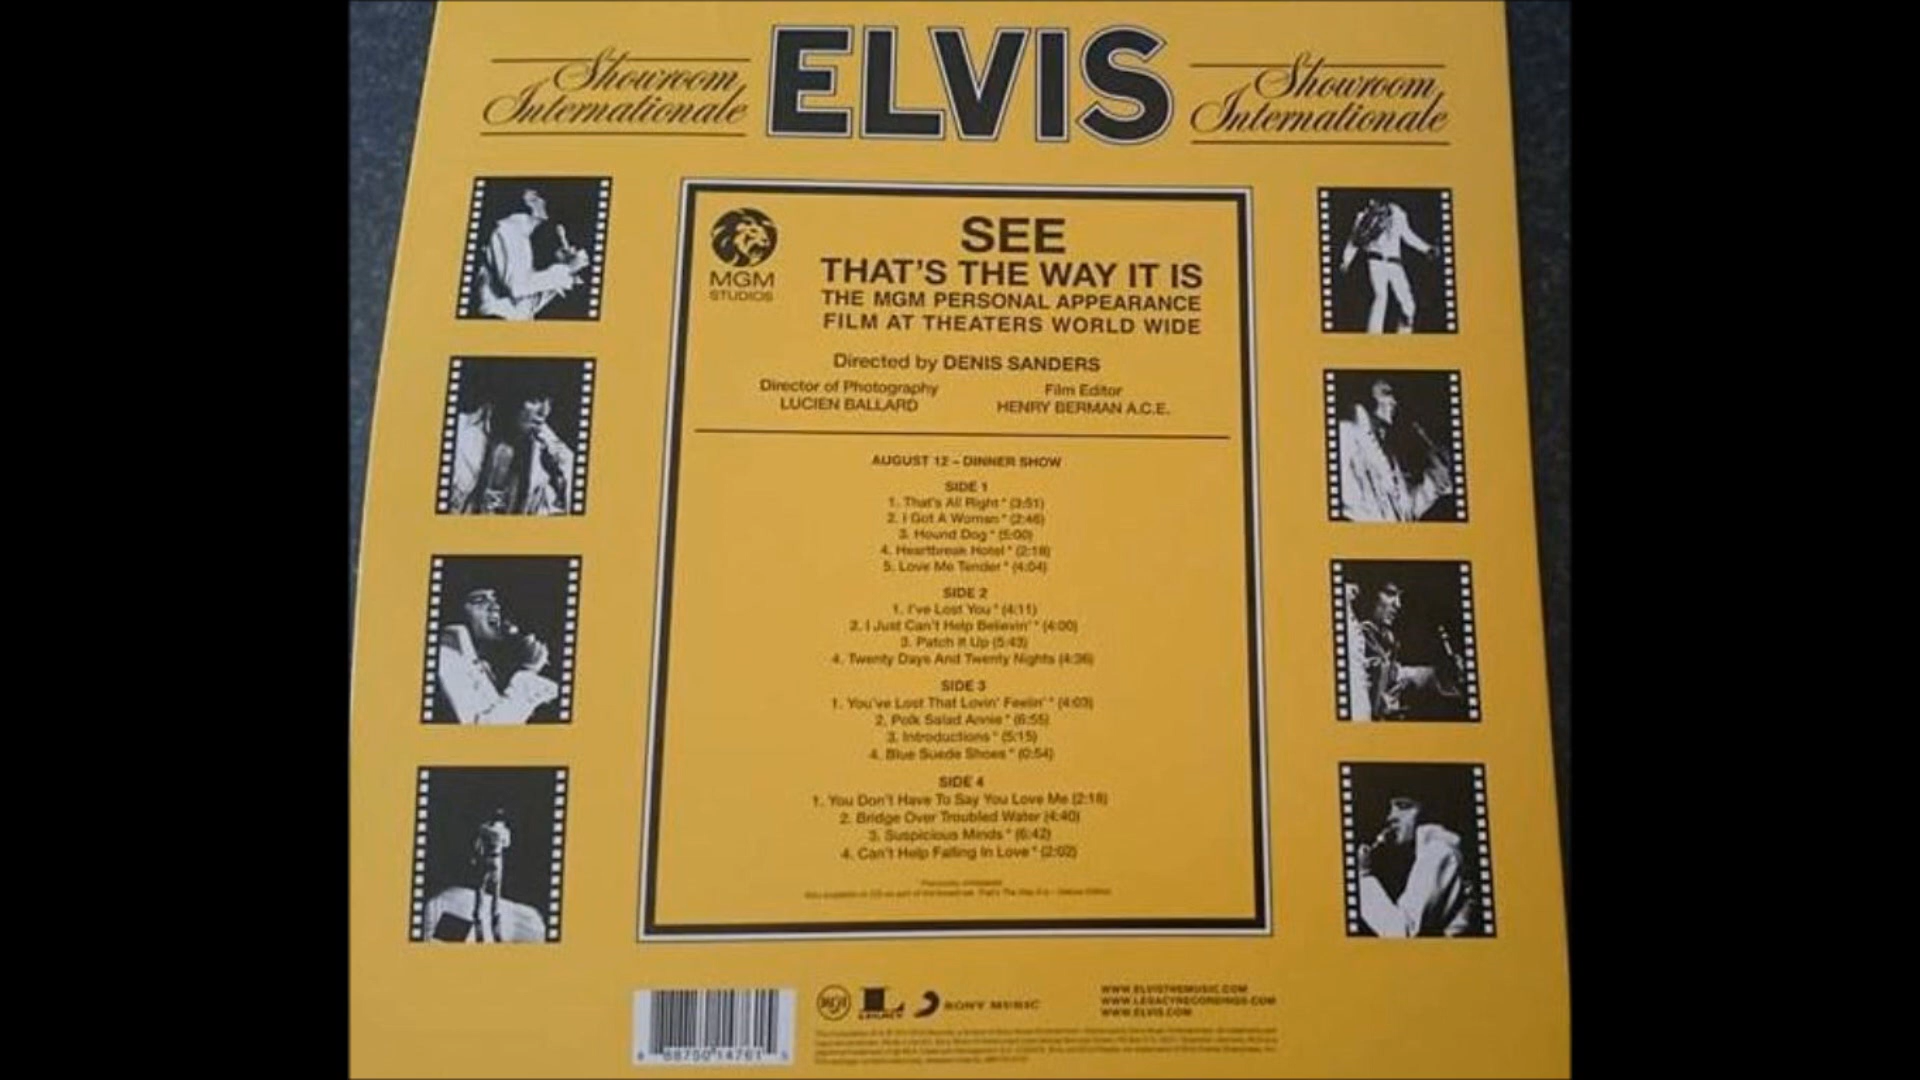 ELVIS
Showroom
Internationale
Showroom
Internationale
MGM
STUDIOS
SEE
THAT'S THE WAY IT IS
THE MGM PERSONAL APPEARANCE
FILM AT THEATERS WORLD WIDE
Directed by DENIS SANDERS
Director of Photography
LUCIEN BALLARD
Film Editor
HENRY BERMAN A.C.E.
AUGUST 12 – DINNER SHOW
SIDE 1
1. That's All Right * (3:51)
2. I Got A Woman * (2:46)
3. Hound Dog * (5:00)
4. Heartbreak Hotel * (2:18)
5. Love Me Tender * (4:04)
SIDE 2
1. I've Lost You * (4:11)
2. I Just Can't Help Believin' * (4:00)
3. Patch It Up (5:43)
4. Twenty Days And Twenty Nights (4:36)
SIDE 3
1. You've Lost That Lovin' Feelin' * (4:03)
2. Polk Salad Annie * (6:55)
3. Introductions * (5:15)
4. Blue Suede Shoes * (0:54)
SIDE 4
1. You Don't Have To Say You Love Me (2:18)
2. Bridge Over Troubled Water (4:40)
3. Suspicious Minds * (6:42)
4. Can't Help Falling In Love * (2:02)
* Previously unreleased
RCA
LEGACY
SONY MUSIC
WWW.ELVISTHEMUSIC.COM
WWW.LEGACYRECORDINGS.COM
WWW.ELVIS.COM
8 88750 14761 5